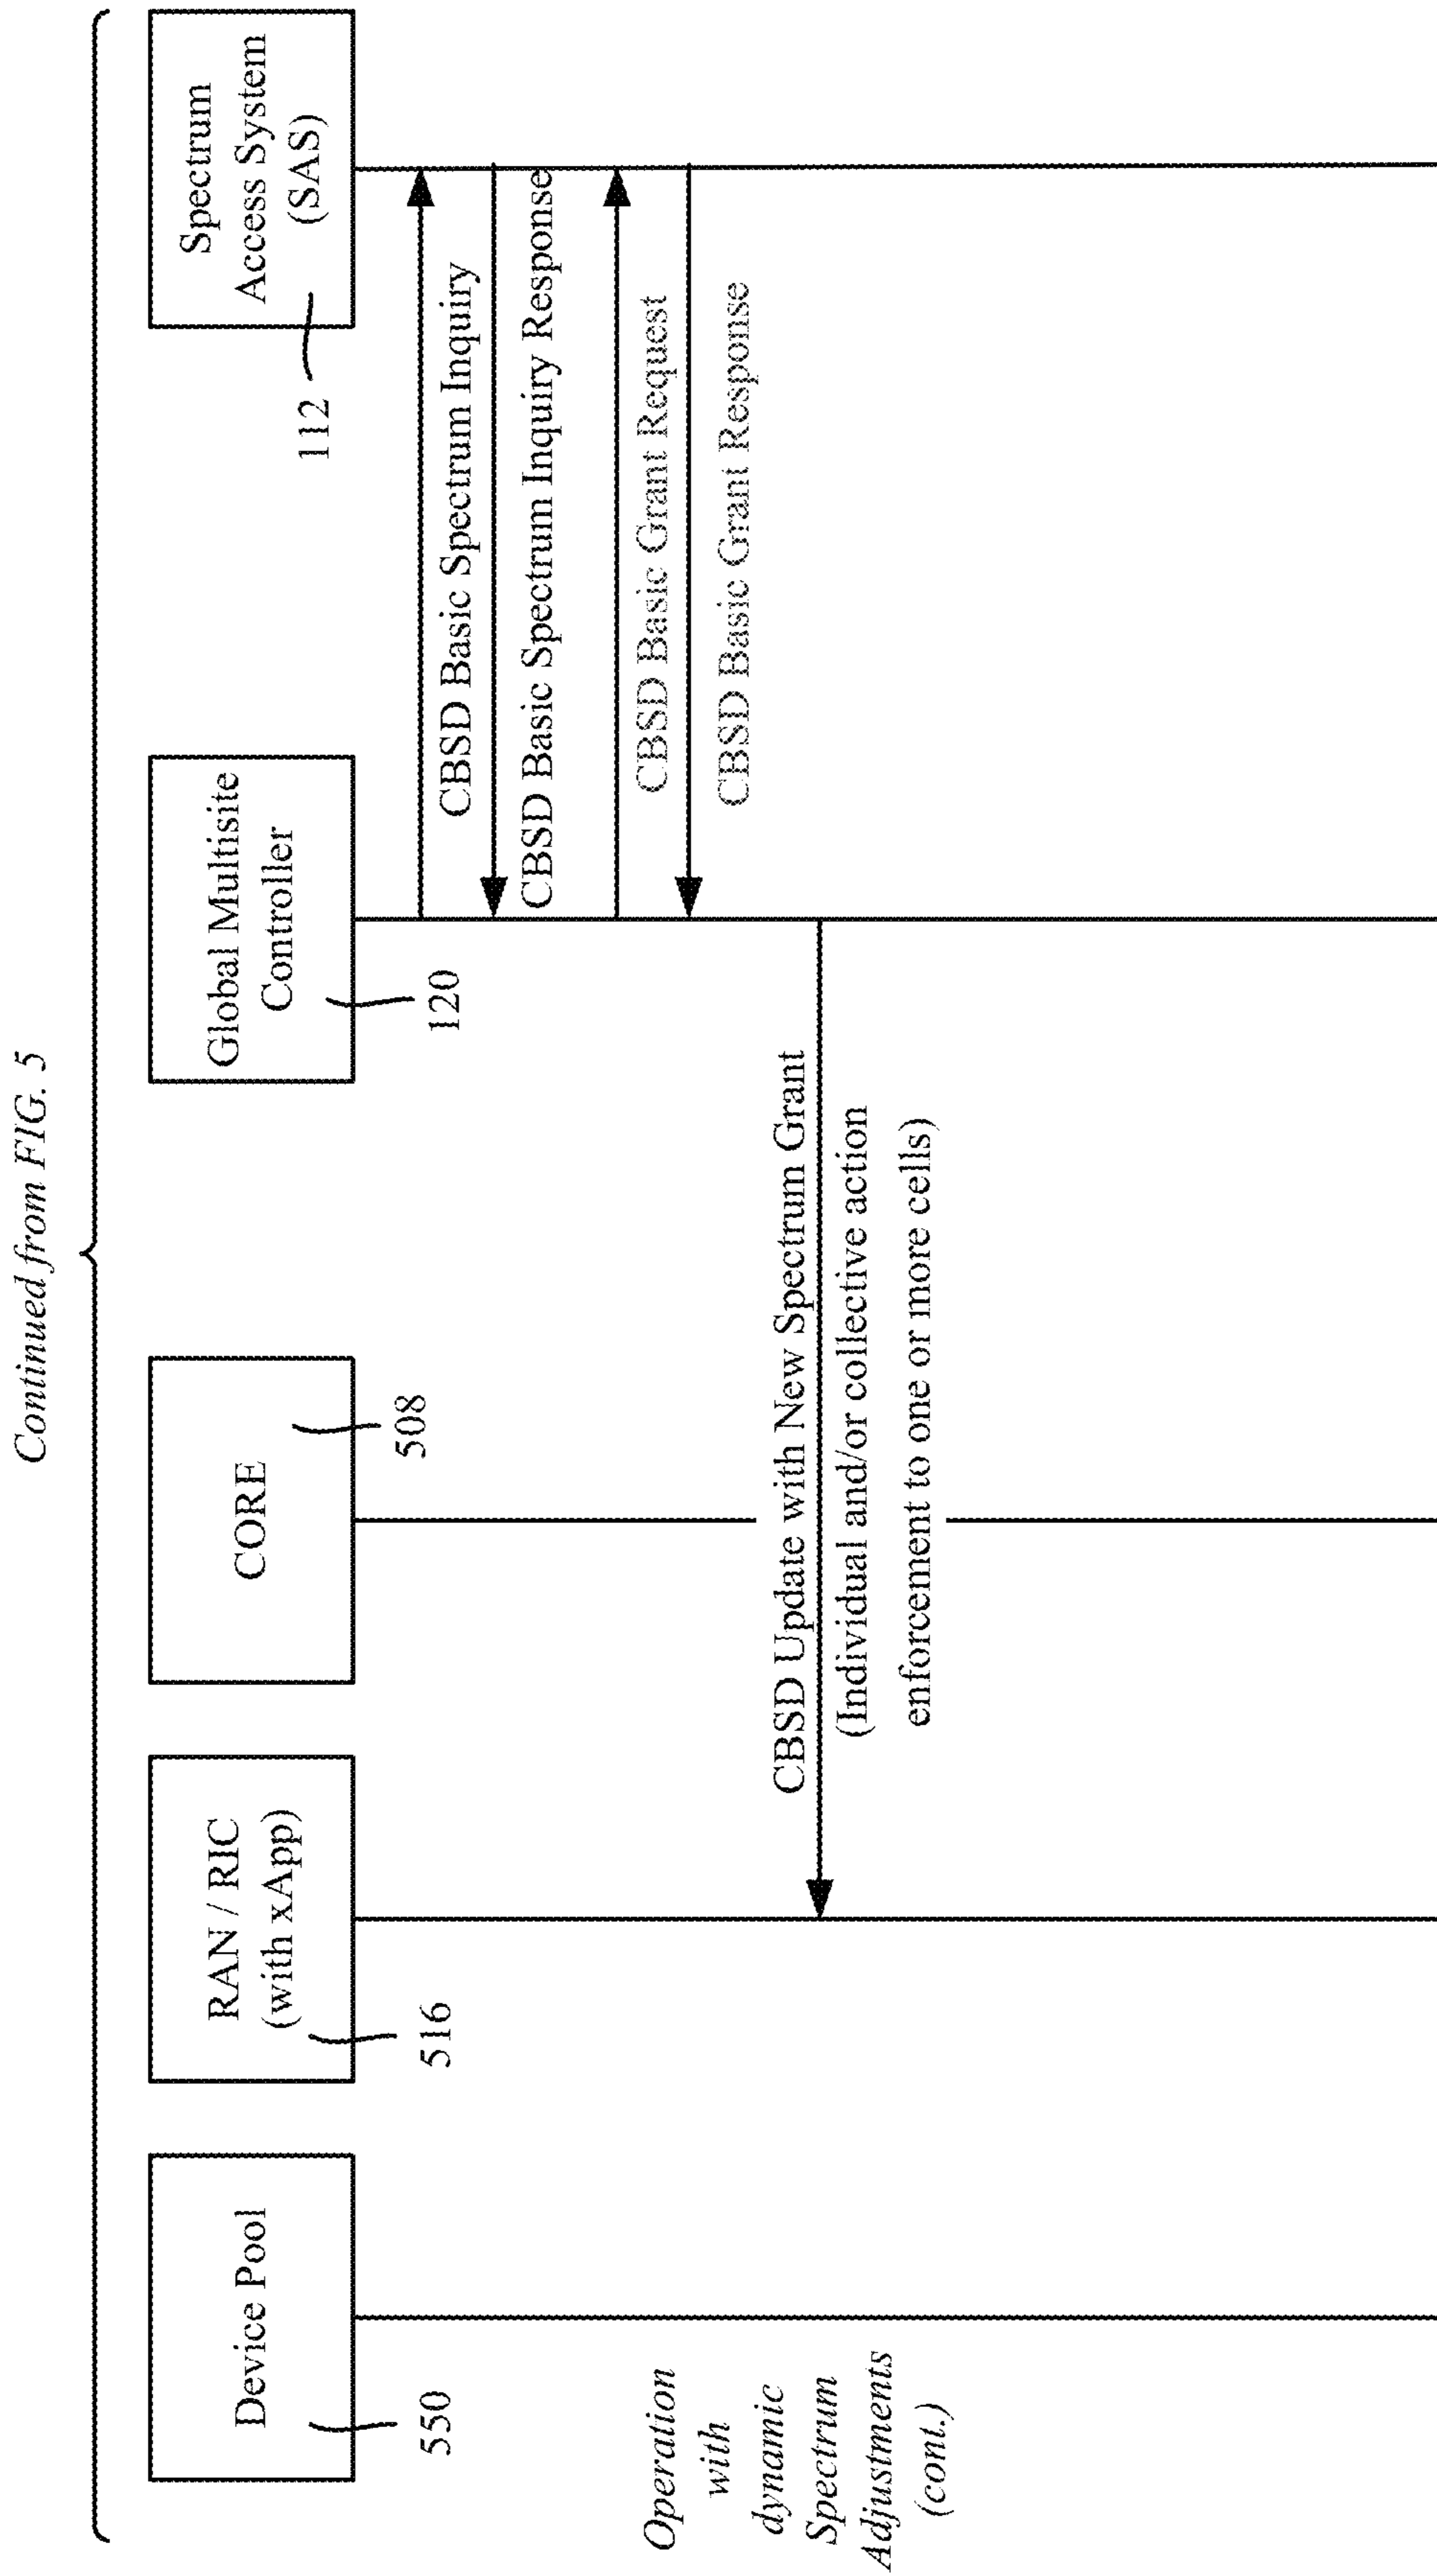 Continued from FIG. 5
Device Pool
550
RAN / RIC
(with xApp)
516
CORE
508
Global Multisite
Controller
120
Spectrum
Access System
(SAS)
112
CBSD Basic Spectrum Inquiry
CBSD Basic Spectrum Inquiry Response
CBSD Basic Grant Request
CBSD Basic Grant Response
CBSD Update with New Spectrum Grant
(Individual and/or collective action
enforcement to one or more cells)
Operation
with
dynamic
Spectrum
Adjustments
(cont.)